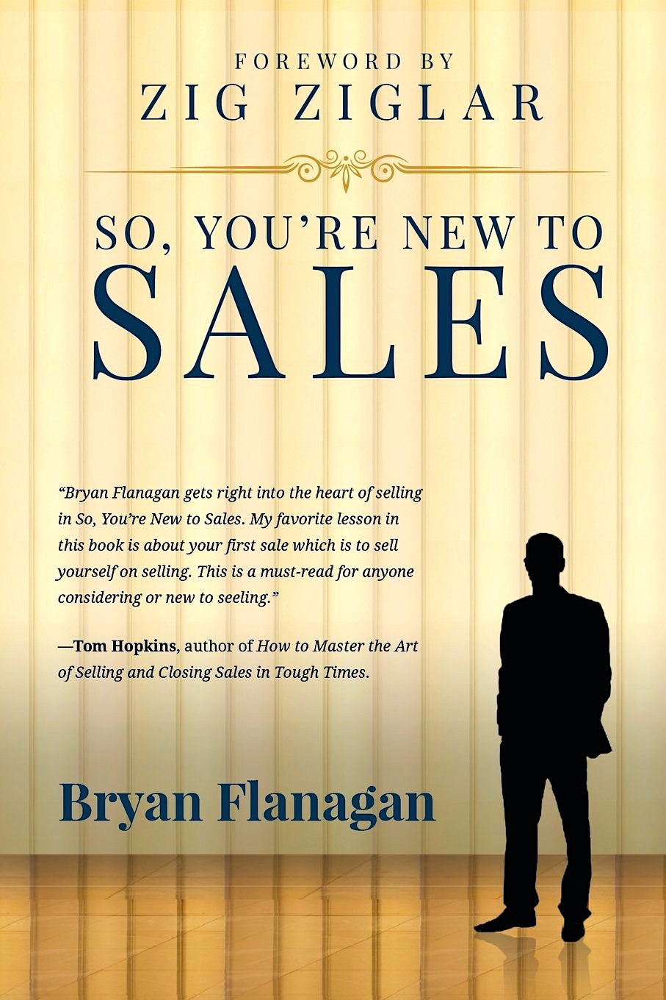 FOREWORD BY
ZIG ZIGLAR
SO, YOU’RE NEW TO
SALES
“Bryan Flanagan gets right into the heart of selling
in So, You’re New to Sales. My favorite lesson in
this book is about your first sale which is to sell
yourself on selling. This is a must-read for anyone
considering or new to seeling.”
—Tom Hopkins, author of How to Master the Art
of Selling and Closing Sales in Tough Times.
Bryan Flanagan